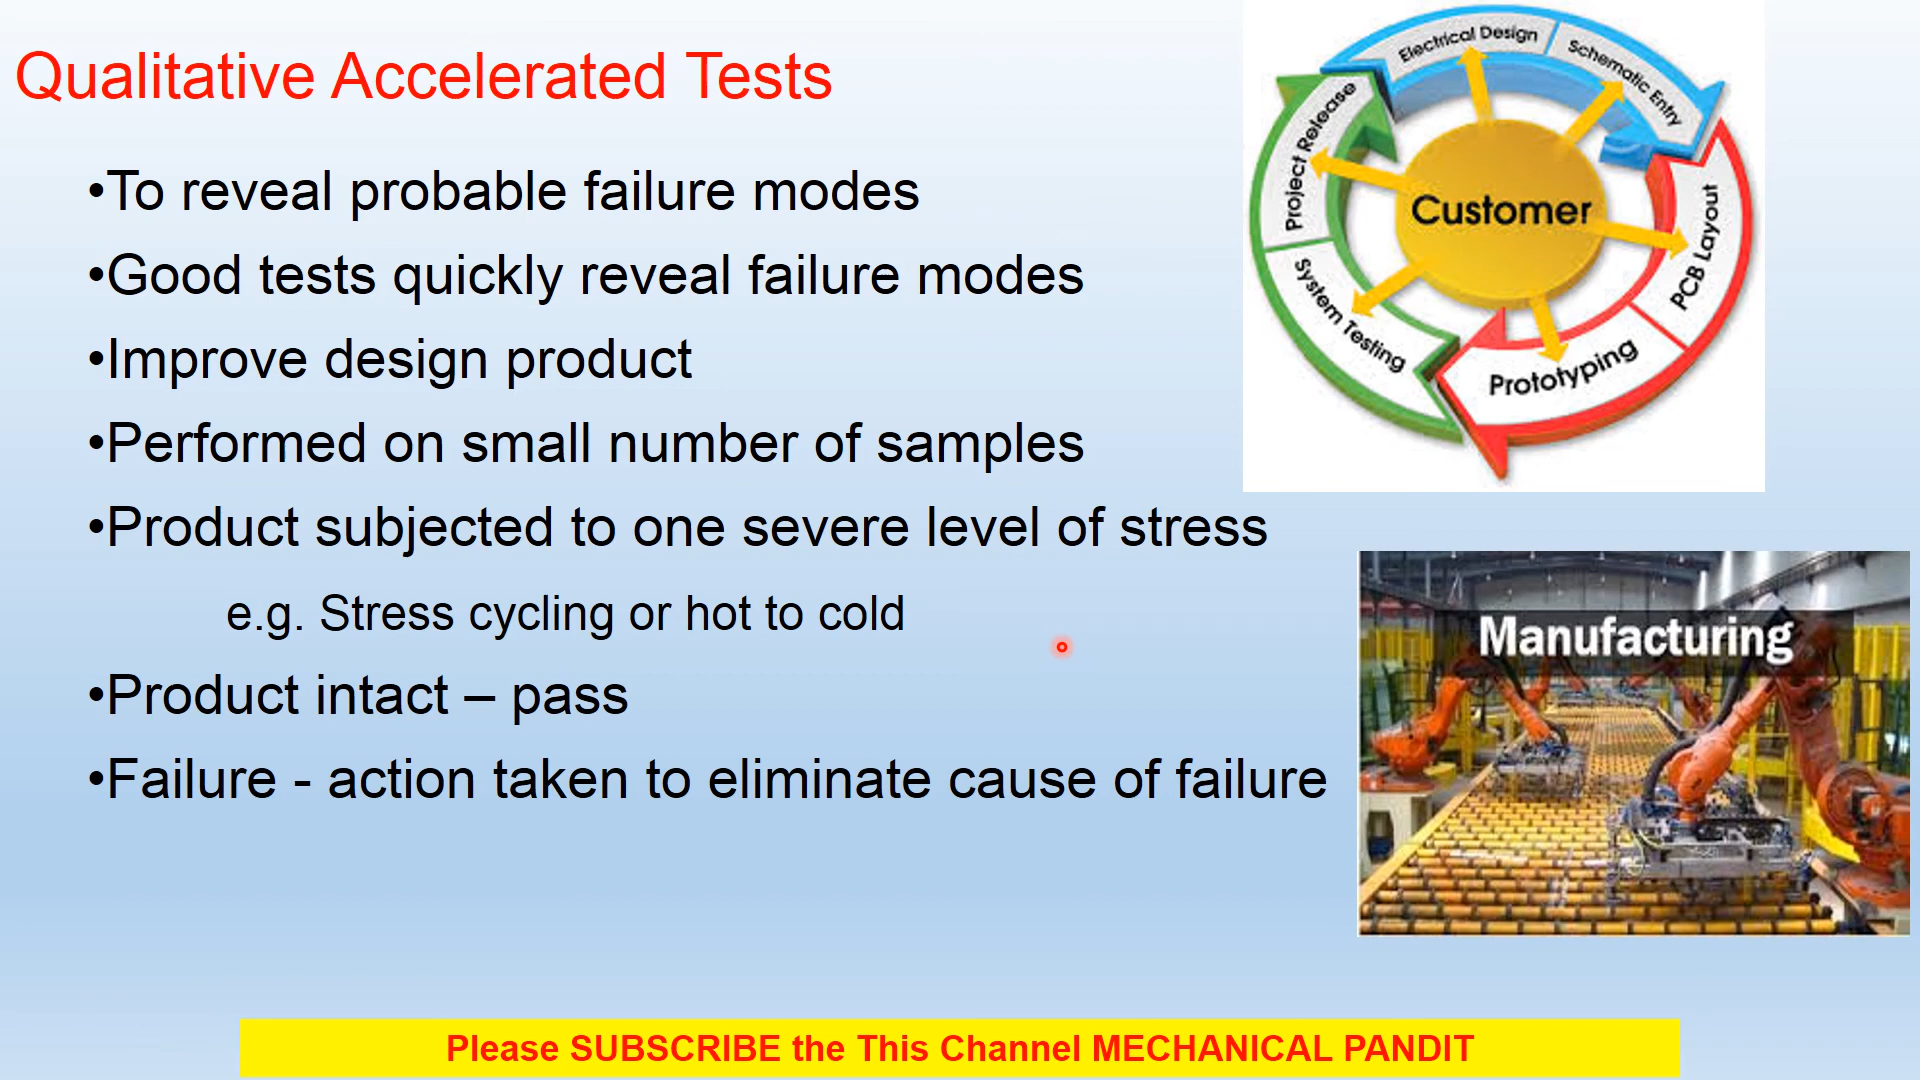 Qualitative Accelerated Tests
•To reveal probable failure modes
•Good tests quickly reveal failure modes
•Improve design product
•Performed on small number of samples
•Product subjected to one severe level of stress
e.g. Stress cycling or hot to cold
•Product intact – pass
•Failure - action taken to eliminate cause of failure
Electrical Design
Schematic Entry
PCB Layout
Prototyping
System Testing
Project Release
Customer
Manufacturing
Please SUBSCRIBE the This Channel MECHANICAL PANDIT